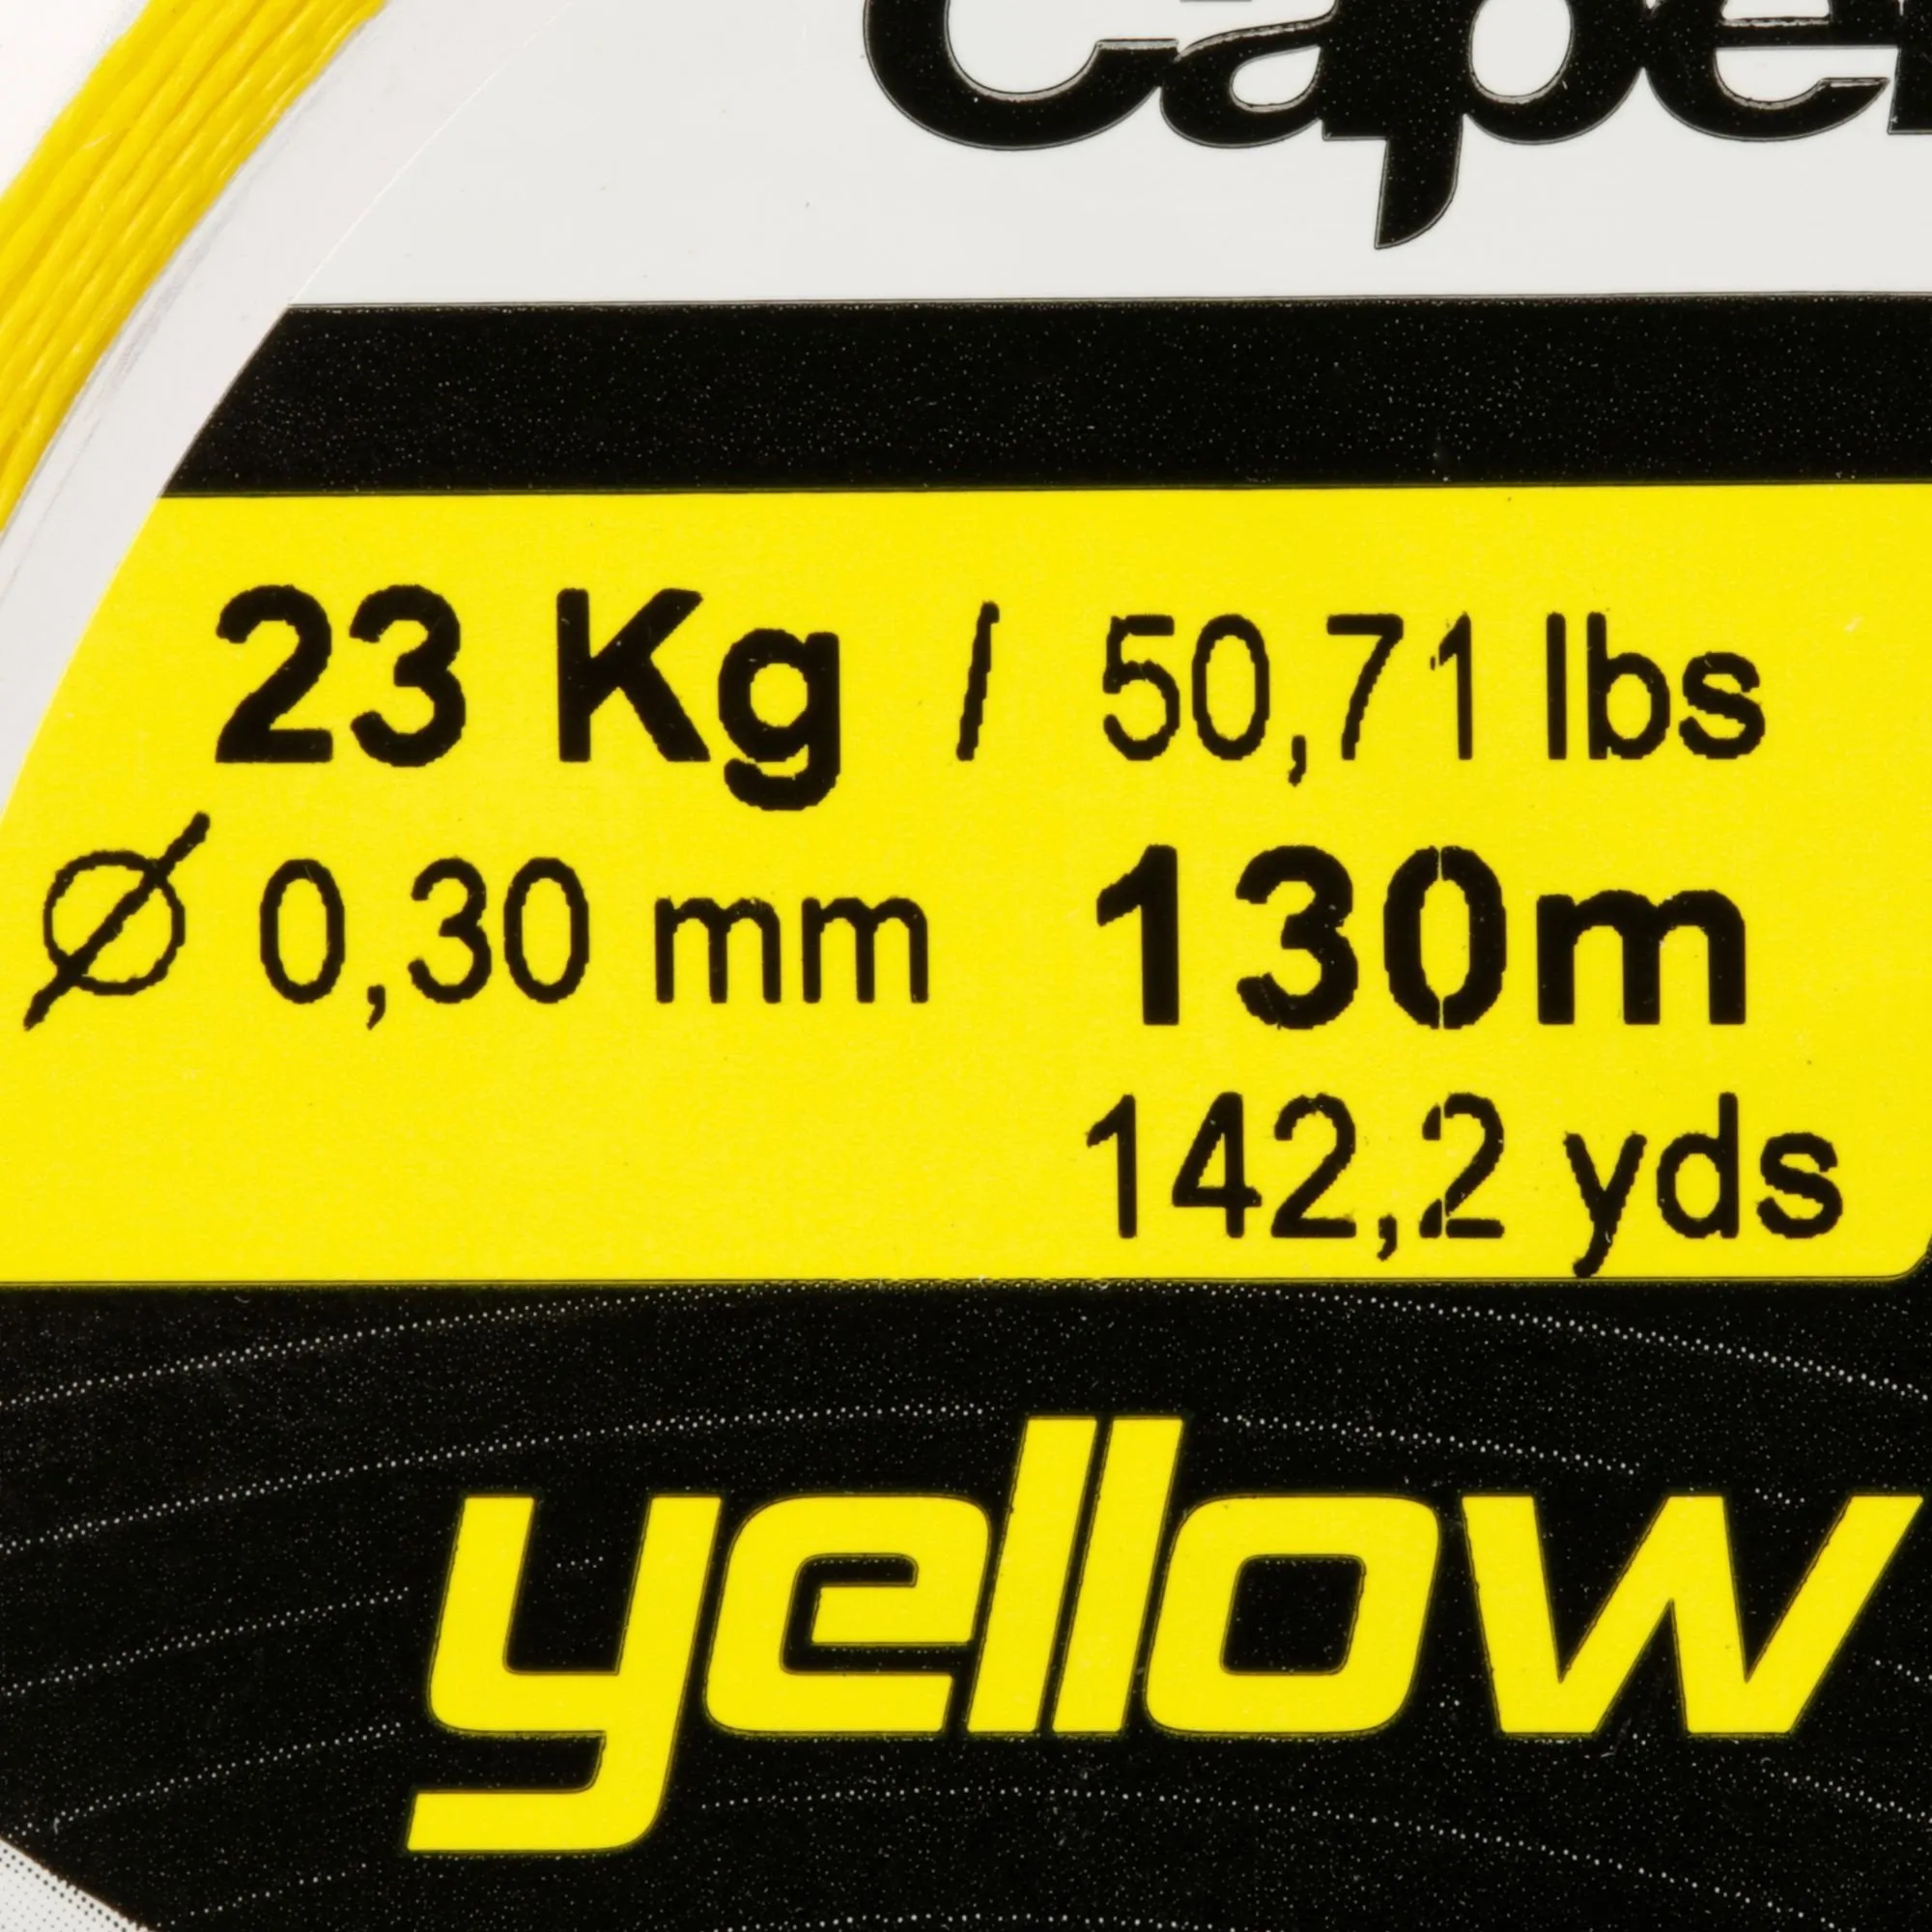 23 Kg / 50,71 lbs
Ø 0,30 mm 130m
142,2 yds
yellow